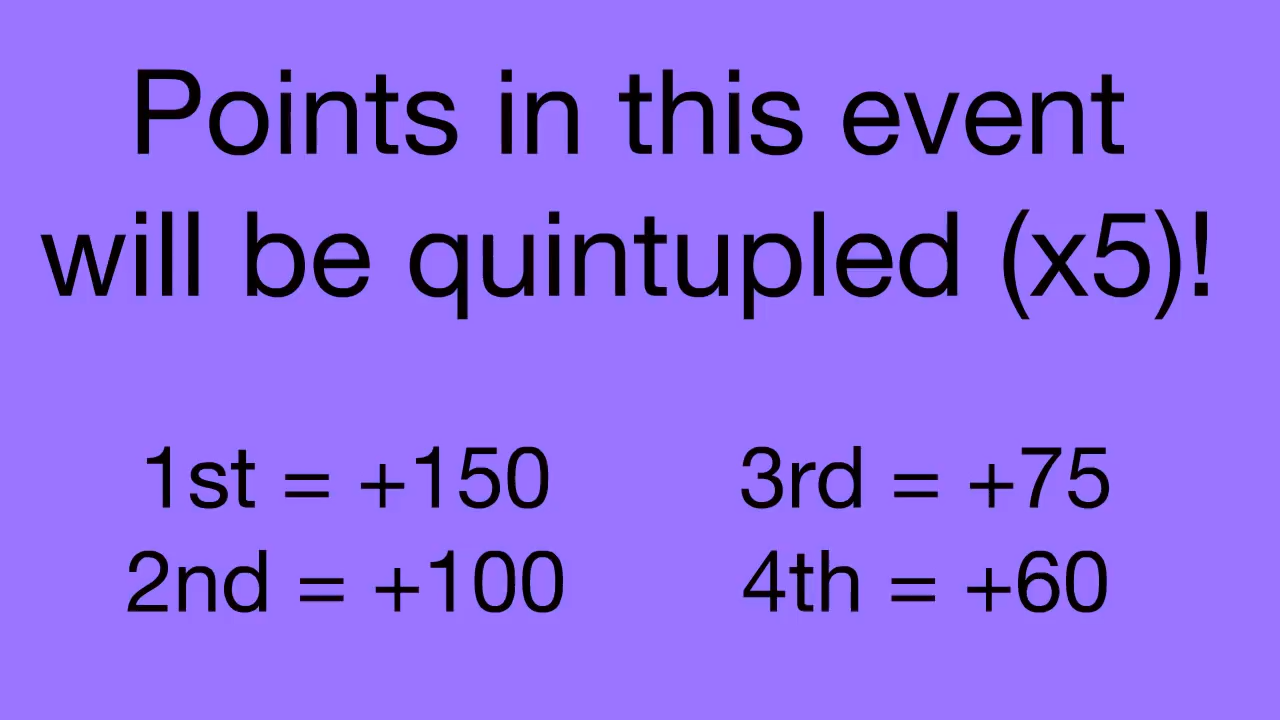 Points in this event
will be quintupled (x5)!
1st = +150
2nd = +100
3rd = +75
4th = +60